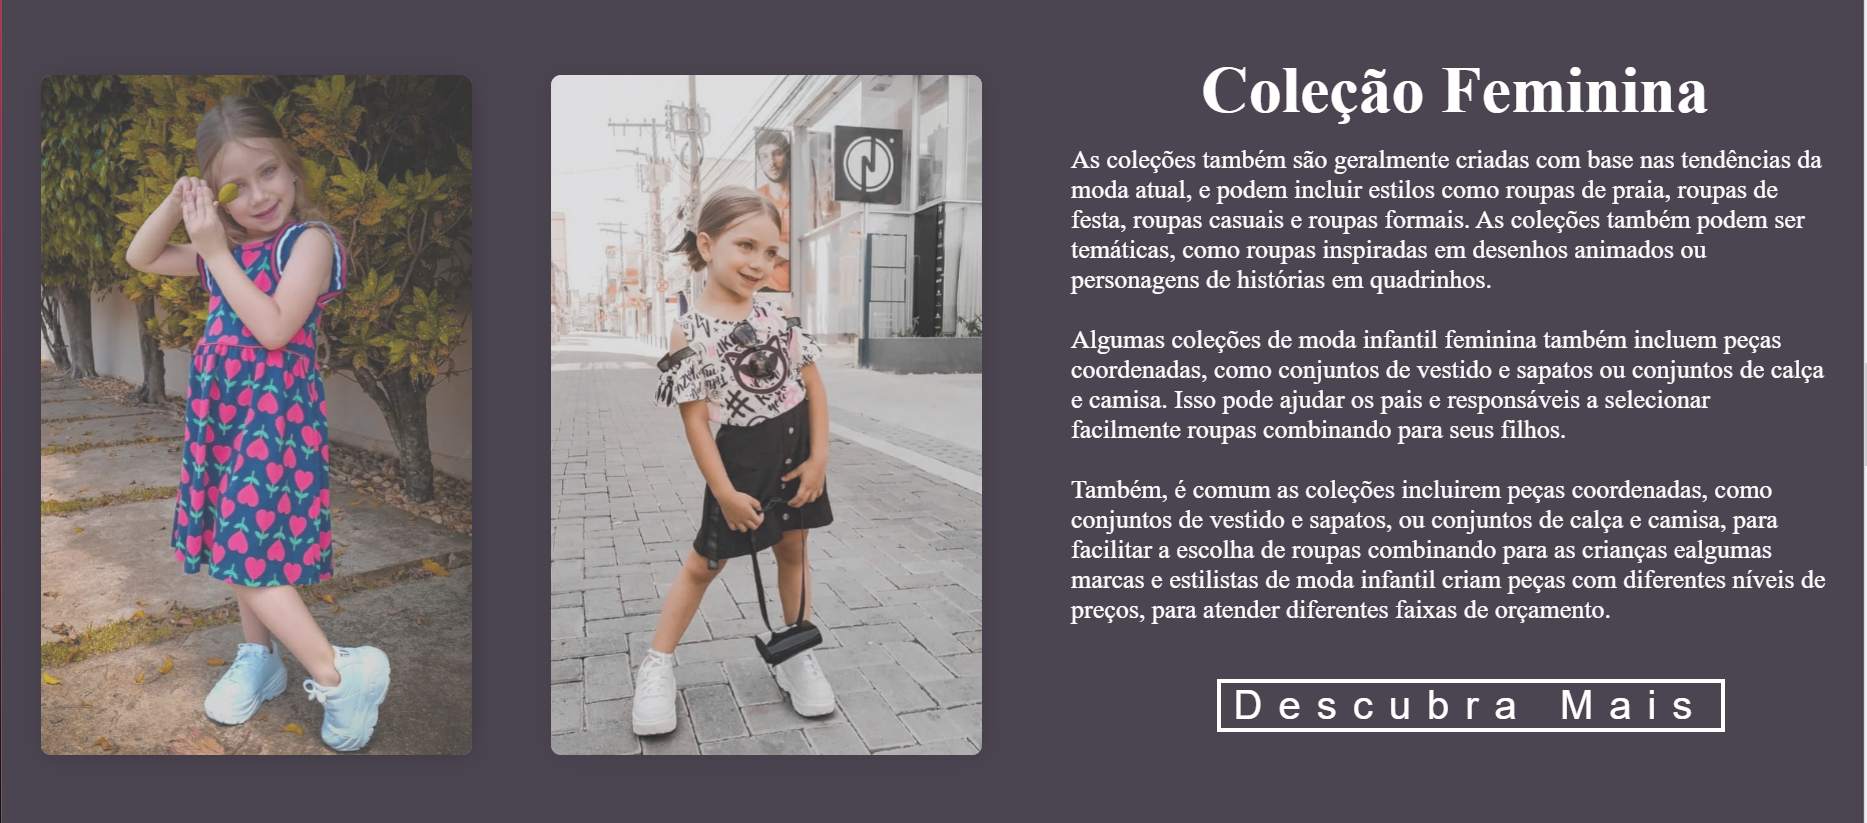 Coleção Feminina
As coleções também são geralmente criadas com base nas tendências da
moda atual, e podem incluir estilos como roupas de praia, roupas de
festa, roupas casuais e roupas formais. As coleções também podem ser
temáticas, como roupas inspiradas em desenhos animados ou
personagens de histórias em quadrinhos.
Algumas coleções de moda infantil feminina também incluem peças
coordenadas, como conjuntos de vestido e sapatos ou conjuntos de calça
e camisa. Isso pode ajudar os pais e responsáveis a selecionar
facilmente roupas combinando para seus filhos.
Também, é comum as coleções incluirem peças coordenadas, como
conjuntos de vestido e sapatos, ou conjuntos de calça e camisa, para
facilitar a escolha de roupas combinando para as crianças ealgumas
marcas e estilistas de moda infantil criam peças com diferentes níveis de
preços, para atender diferentes faixas de orçamento.
Descubra Mais